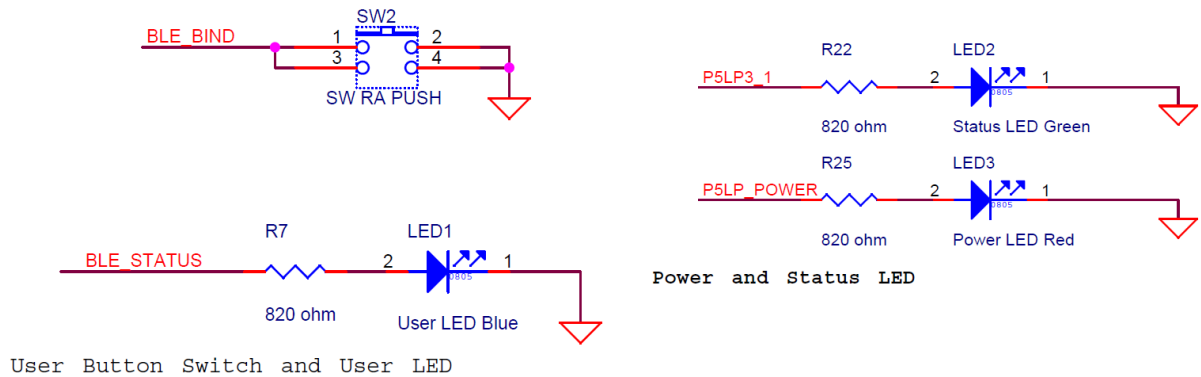 SW2
BLE_BIND
1
2
3
4
SW RA PUSH
R7
LED1
BLE_STATUS
2
1
0805
820 ohm
User LED Blue
User Button Switch and User LED
R22
LED2
P5LP3_1
2
1
0805
820 ohm
Status LED Green
R25
LED3
P5LP_POWER
2
1
0805
820 ohm
Power LED Red
Power and Status LED